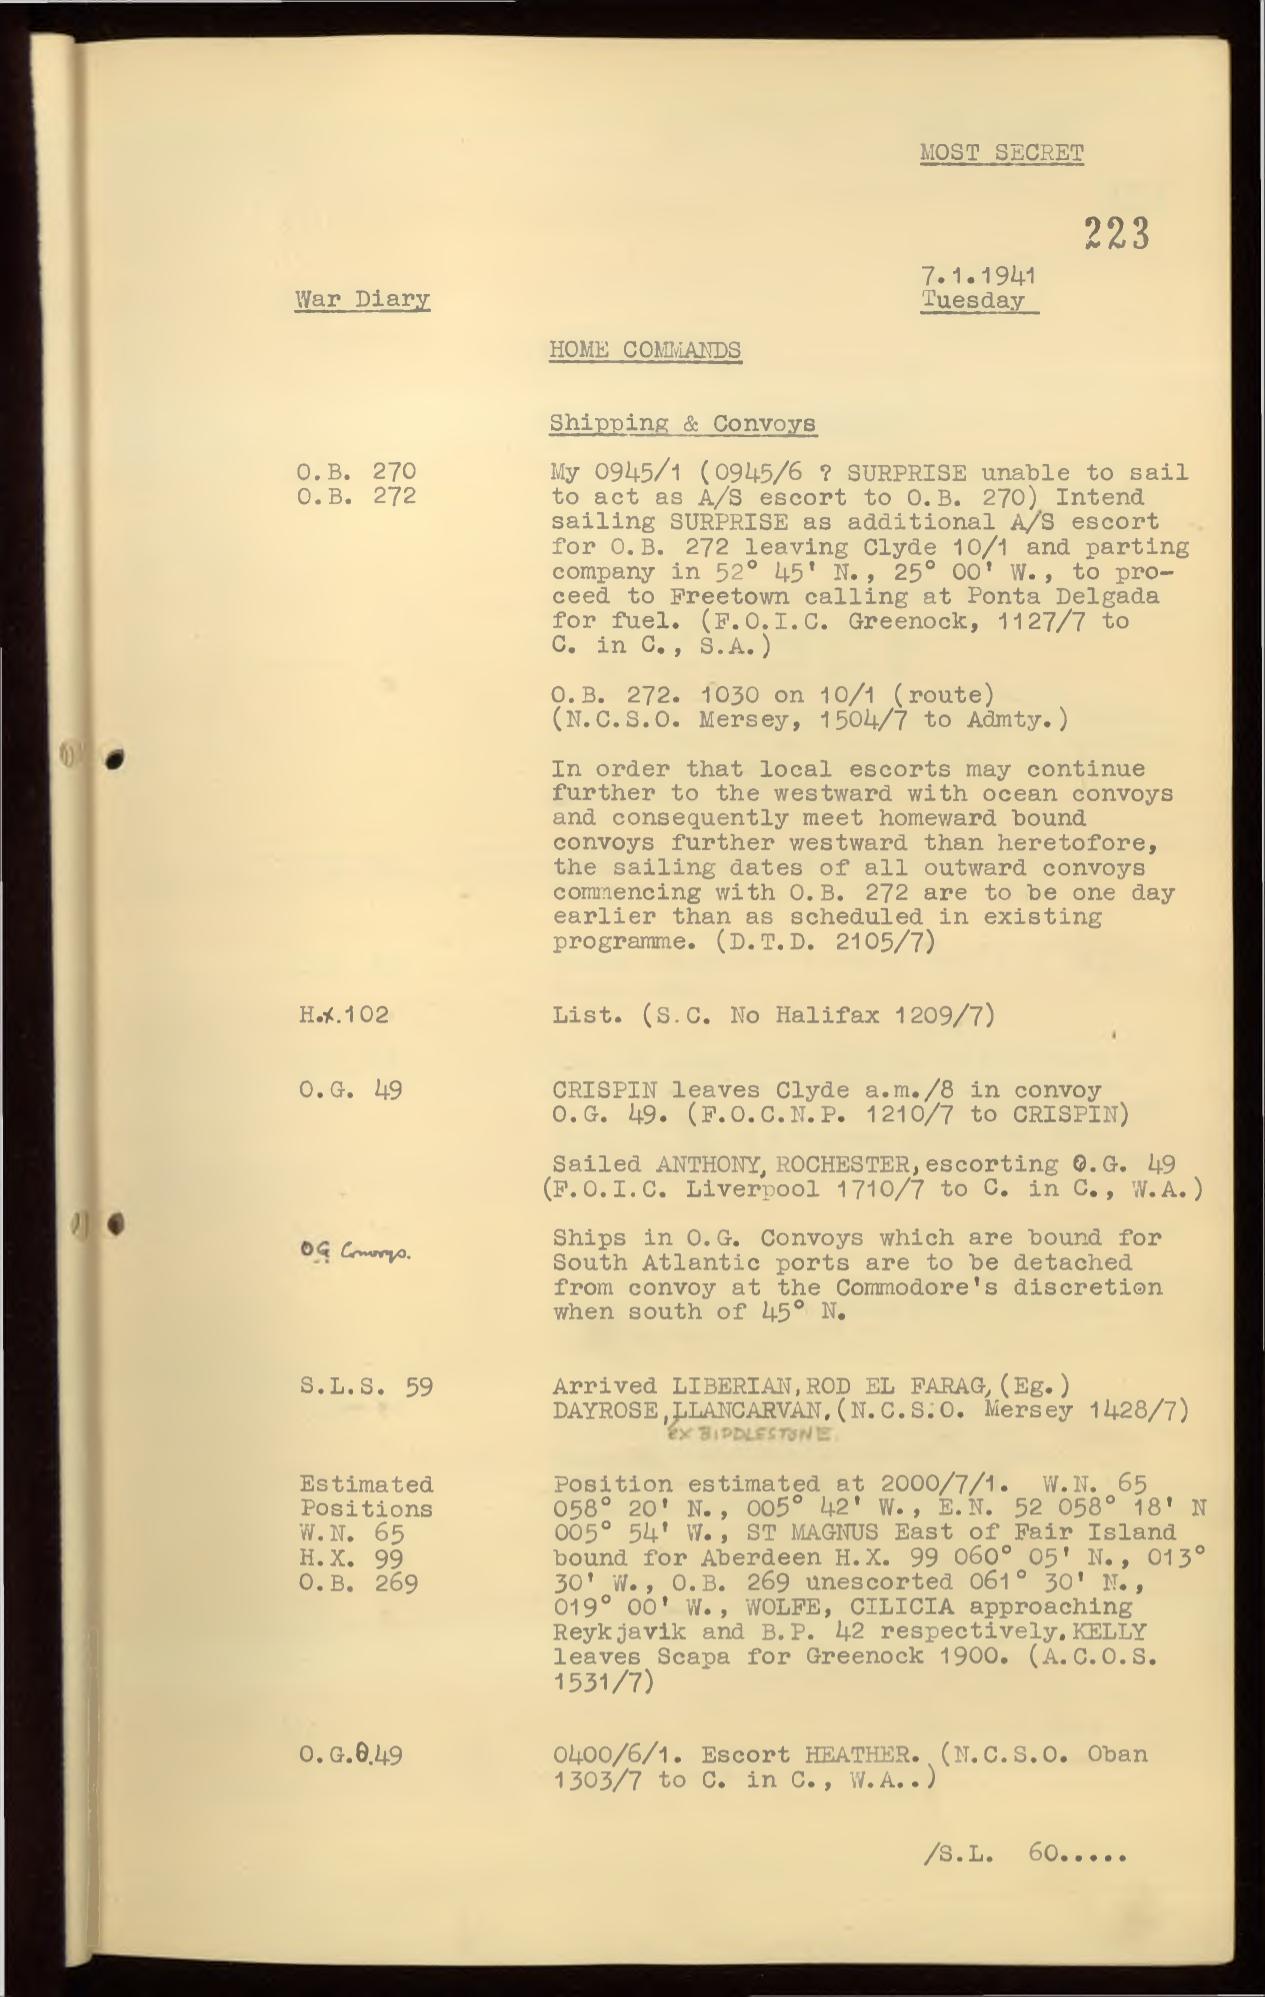 MOST SECRET
223
7.1.1941
War Diary
Tuesday
HOME COMMANDS
Shipping & Convoys
O.B. 270
O.B. 272
My 0945/1 (0945/6 ? SURPRISE unable to sail
to act as A/S escort to O.B. 270) Intend
sailing SURPRISE as additional A/S escort
for O.B. 272 leaving Clyde 10/1 and parting
company in 52° 45' N., 25° 00' W., to pro-
ceed to Freetown calling at Ponta Delgada
for fuel. (F.O.I.C. Greenock, 1127/7 to
C. in C., S.A.)
O.B. 272. 1030 on 10/1 (route)
(N.C.S.O. Mersey, 1504/7 to Admty.)
In order that local escorts may continue
further to the westward with ocean convoys
and consequently meet homeward bound
convoys further westward than heretofore,
the sailing dates of all outward convoys
commencing with O.B. 272 are to be one day
earlier than as scheduled in existing
programme. (D.T.D. 2105/7)
H.X.102
List. (S.C. No Halifax 1209/7)
O.G. 49
CRISPIN leaves Clyde a.m./8 in convoy
O.G. 49. (F.O.C.N.P. 1210/7 to CRISPIN)
Sailed ANTHONY, ROCHESTER, escorting O.G. 49
(F.O.I.C. Liverpool 1710/7 to C. in C., W.A.)
OG Convoys.
Ships in O.G. Convoys which are bound for
South Atlantic ports are to be detached
from convoy at the Commodore's discretion
when south of 45° N.
S.L.S. 59
Arrived LIBERIAN, ROD EL FARAG, (Eg.)
DAYROSE, LLANCARVAN. (N.C.S.O. Mersey 1428/7)
ex BIDDLESTONE
Estimated
Positions
W.N. 65
H.X. 99
O.B. 269
Position estimated at 2000/7/1. W.N. 65
058° 20' N., 005° 42' W., E.N. 52 058° 18' N
005° 54' W., ST MAGNUS East of Fair Island
bound for Aberdeen H.X. 99 060° 05' N., 013°
30' W., O.B. 269 unescorted 061° 30' N.,
019° 00' W., WOLFE, CILICIA approaching
Reykjavik and B.P. 42 respectively. KELLY
leaves Scapa for Greenock 1900. (A.C.O.S.
1531/7)
O.G.49
0400/6/1. Escort HEATHER. (N.C.S.O. Oban
1303/7 to C. in C., W.A..)
/S.L. 60.....